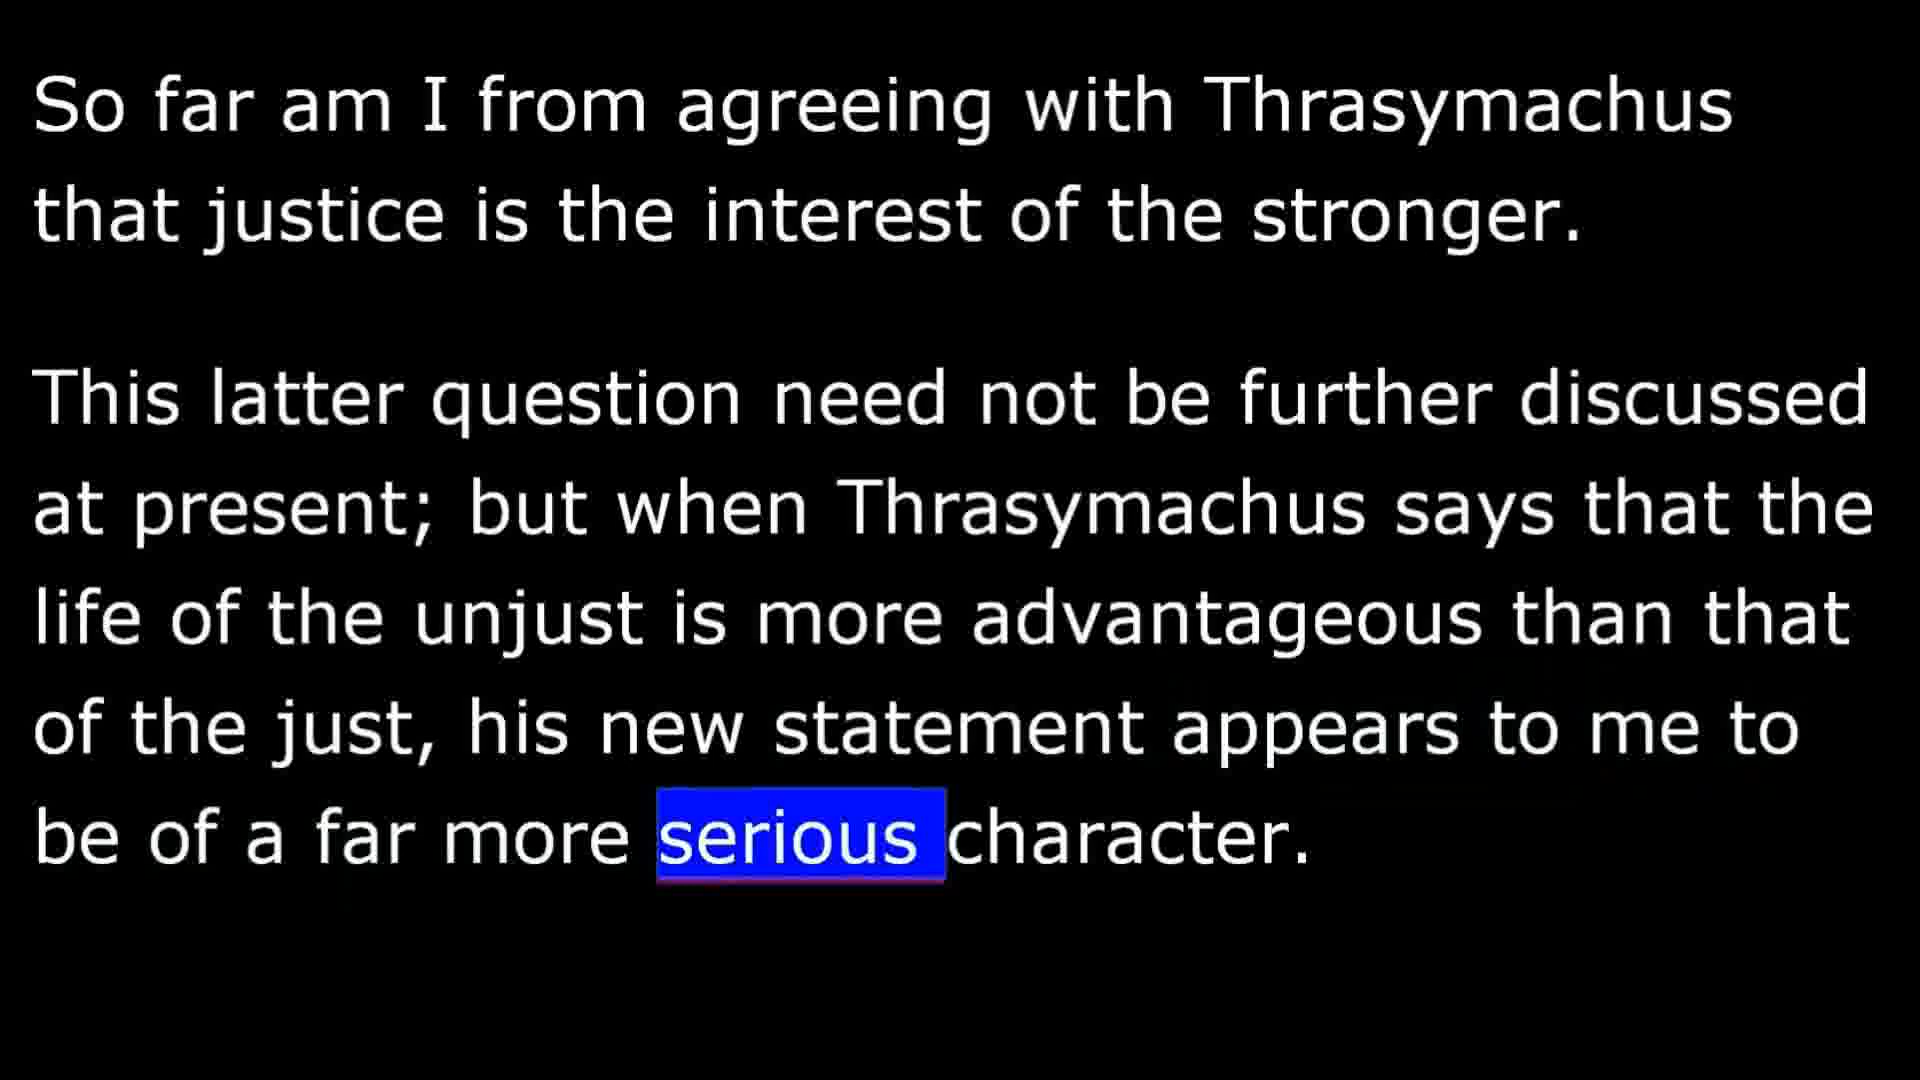 So far am I from agreeing with Thrasymachus
that justice is the interest of the stronger.
This latter question need not be further discussed
at present; but when Thrasymachus says that the
life of the unjust is more advantageous than that
of the just, his new statement appears to me to
be of a far more serious character.